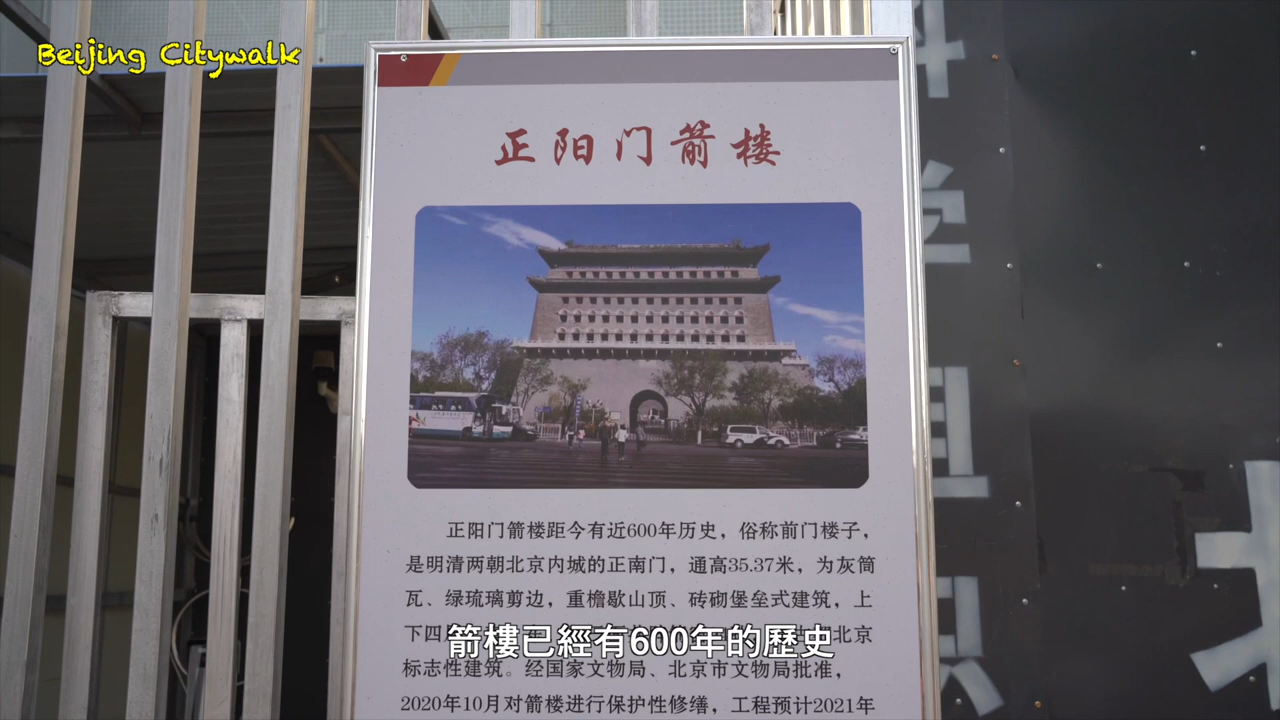 Beijing Citywalk
正阳门箭楼
正阳门箭楼距今有近600年历史，俗称前门楼子，
是明清两朝北京内城的正南门，通高35.37米，为灰筒
瓦、绿琉璃剪边，重檐歇山顶、砖砌堡垒式建筑，上
下四
北京
箭樓已經有600年的歷史
标志性建筑。经国家文物局、北京市文物局批准，
2020年10月对箭楼进行保护性修缮，工程预计2021年